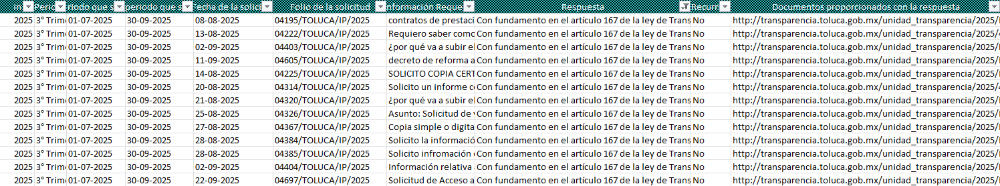 in Perio riodo que s periodo que s Fecha de la solici Folio de la solicitud nformación Reque Respuesta Recurr Documentos proporcionados con la respuesta
2025 3° Trime 01-07-2025 30-09-2025 08-08-2025 04195/TOLUCA/IP/2025 contratos de prestaci Con fundamento en el artículo 167 de la ley de Trans No http://transparencia.toluca.gob.mx/unidad_transparencia/2025/
2025 3° Trime 01-07-2025 30-09-2025 13-08-2025 04222/TOLUCA/IP/2025 Requiero saber como Con fundamento en el artículo 167 de la ley de Trans No http://transparencia.toluca.gob.mx/unidad_transparencia/2025/4
2025 3° Trime 01-07-2025 30-09-2025 02-09-2025 04403/TOLUCA/IP/2025 ¿por qué va a subir el Con fundamento en el artículo 167 de la ley de Trans No http://transparencia.toluca.gob.mx/unidad_transparencia/2025/
2025 3° Trime 01-07-2025 30-09-2025 11-09-2025 04605/TOLUCA/IP/2025 decreto de reforma a Con fundamento en el artículo 167 de la ley de Trans No http://transparencia.toluca.gob.mx/unidad_transparencia/2025/
2025 3° Trime 01-07-2025 30-09-2025 14-08-2025 04225/TOLUCA/IP/2025 SOLICITO COPIA CERT Con fundamento en el artículo 167 de la ley de Trans No http://transparencia.toluca.gob.mx/unidad_transparencia/2025/
2025 3° Trime 01-07-2025 30-09-2025 20-08-2025 04314/TOLUCA/IP/2025 Solicito un informe co Con fundamento en el artículo 167 de la ley de Trans No http://transparencia.toluca.gob.mx/unidad_transparencia/2025/4
2025 3° Trime 01-07-2025 30-09-2025 21-08-2025 04320/TOLUCA/IP/2025 ¿por qué va a subir el Con fundamento en el artículo 167 de la ley de Trans No http://transparencia.toluca.gob.mx/unidad_transparencia/2025/
2025 3° Trime 01-07-2025 30-09-2025 25-08-2025 04326/TOLUCA/IP/2025 Asunto: Solicitud de Con fundamento en el artículo 167 de la ley de Trans No http://transparencia.toluca.gob.mx/unidad_transparencia/2025/
2025 3° Trime 01-07-2025 30-09-2025 27-08-2025 04367/TOLUCA/IP/2025 Copia simple o digita Con fundamento en el artículo 167 de la ley de Trans No http://transparencia.toluca.gob.mx/unidad_transparencia/2025/
2025 3° Trime 01-07-2025 30-09-2025 28-08-2025 04384/TOLUCA/IP/2025 Solicito la informació Con fundamento en el artículo 167 de la ley de Trans No http://transparencia.toluca.gob.mx/unidad_transparencia/2025/
2025 3° Trime 01-07-2025 30-09-2025 28-08-2025 04385/TOLUCA/IP/2025 Solicito infromación Con fundamento en el artículo 167 de la ley de Trans No http://transparencia.toluca.gob.mx/unidad_transparencia/2025/
2025 3° Trime 01-07-2025 30-09-2025 02-09-2025 04404/TOLUCA/IP/2025 Información relativa Con fundamento en el artículo 167 de la ley de Trans No http://transparencia.toluca.gob.mx/unidad_transparencia/2025/
2025 3° Trime 01-07-2025 30-09-2025 22-09-2025 04697/TOLUCA/IP/2025 Solicitud de Acceso a Con fundamento en el artículo 167 de la ley de Trans No http://transparencia.toluca.gob.mx/unidad_transparencia/2025/